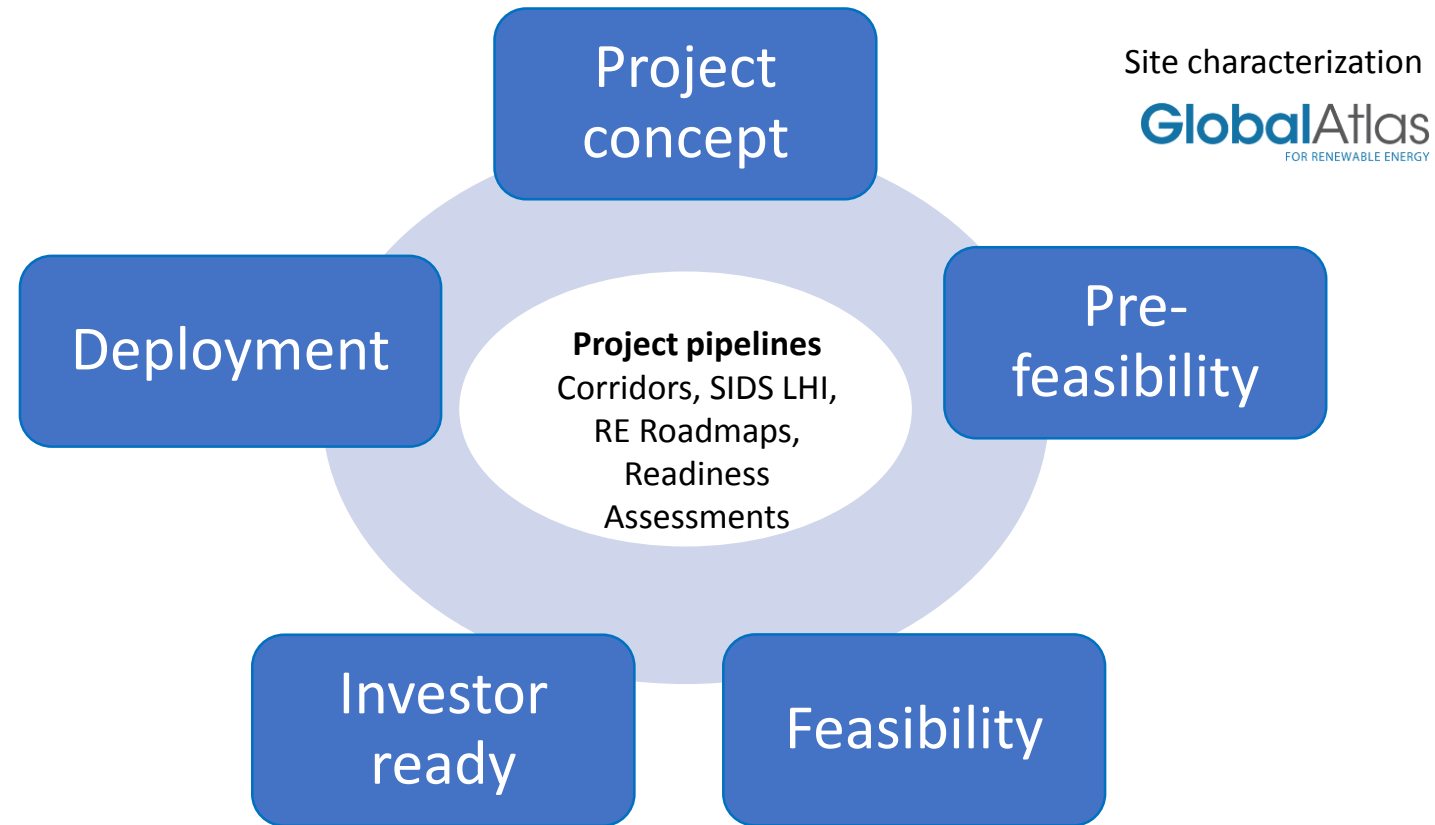 Project
concept
Site characterization
GlobalAtlas
FOR RENEWABLE ENERGY
Pre-
feasibility
Feasibility
Investor
ready
Deployment
Project pipelines
Corridors, SIDS LHI,
RE Roadmaps,
Readiness
Assessments